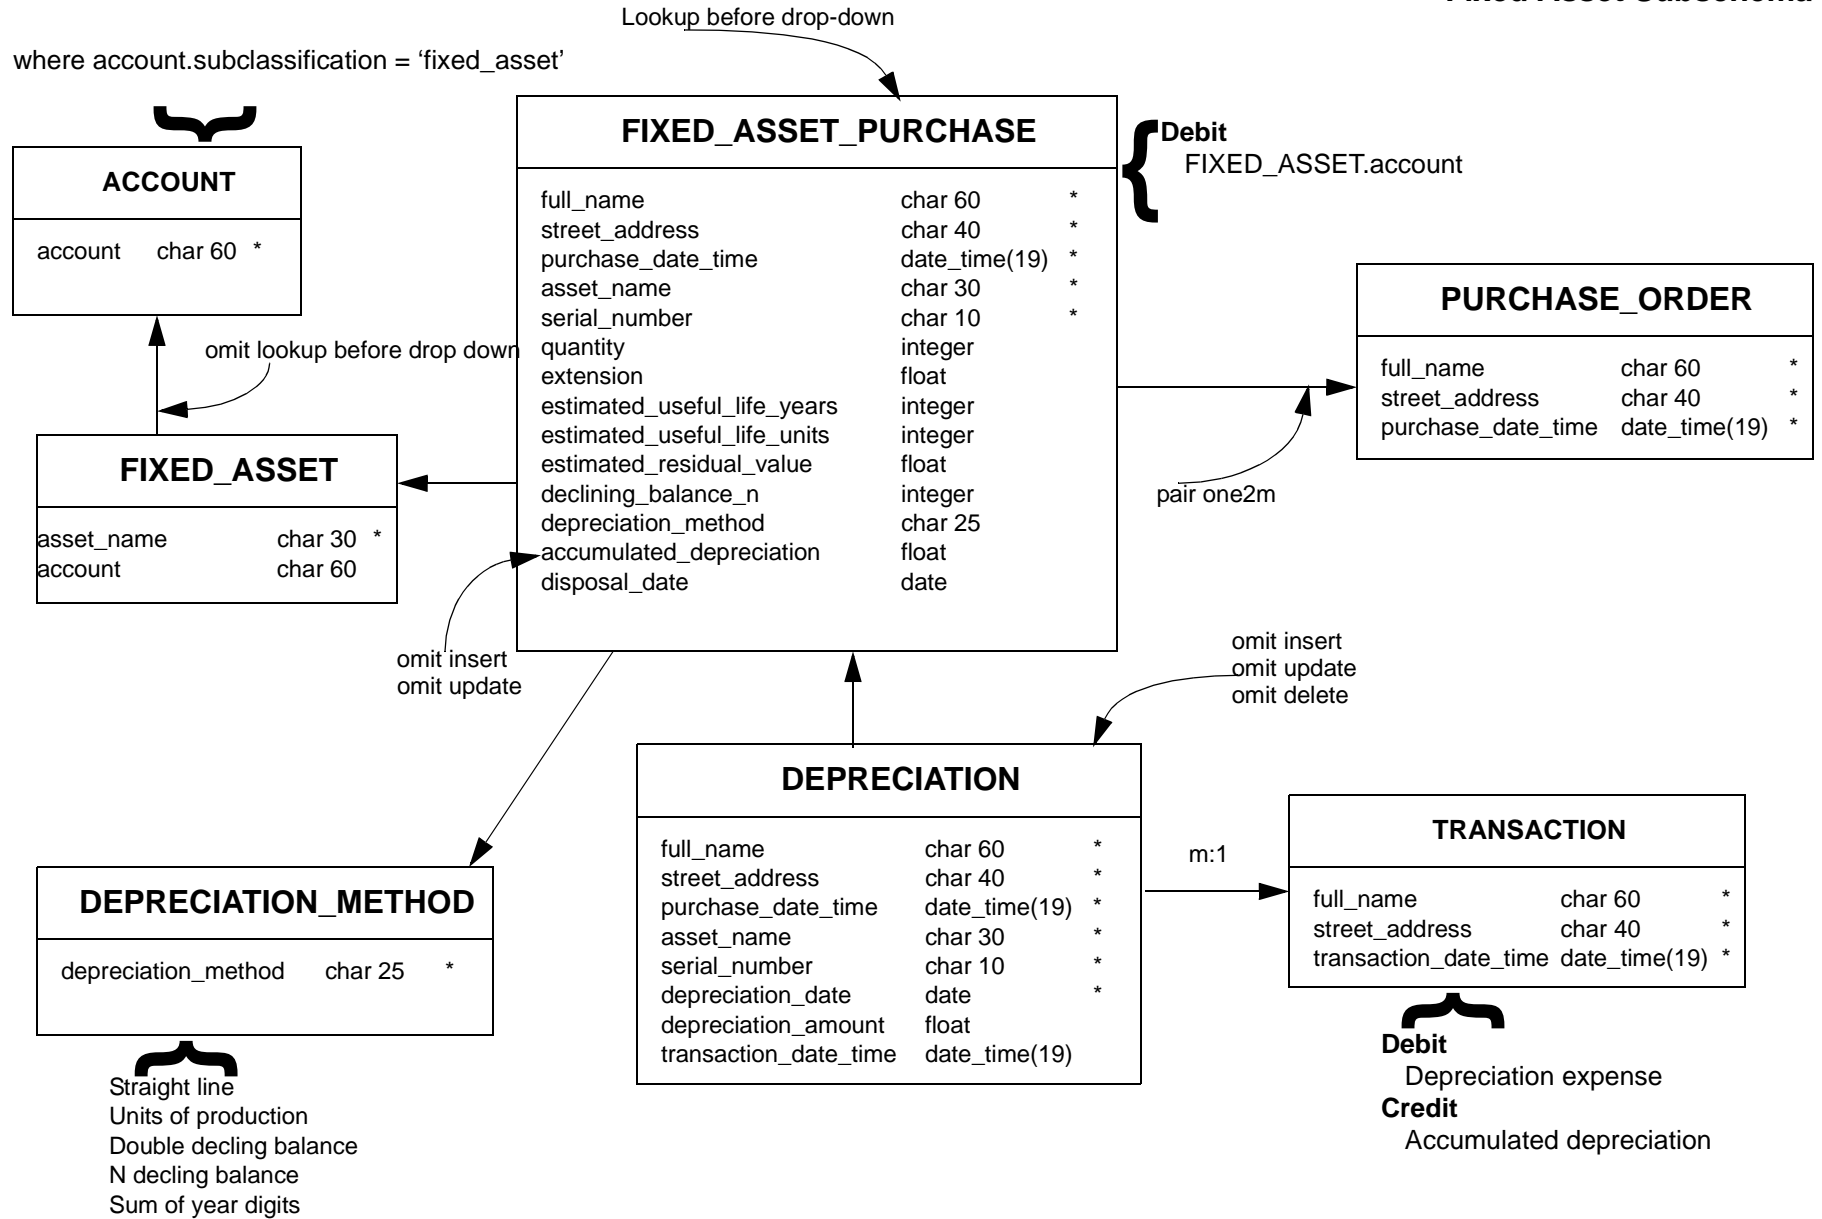 Fixed Asset Subschema
Lookup before drop-down
where account.subclassification = ‘fixed_asset’
ACCOUNT
account char 60 *
omit lookup before drop down
FIXED_ASSET
asset_name char 30 *
account char 60
FIXED_ASSET_PURCHASE
full_name char 60 *
street_address char 40 *
purchase_date_time date_time(19) *
asset_name char 30 *
serial_number char 10 *
quantity integer
extension float
estimated_useful_life_years integer
estimated_useful_life_units integer
estimated_residual_value float
declining_balance_n integer
depreciation_method char 25
accumulated_depreciation float
disposal_date date
Debit
FIXED_ASSET.account
PURCHASE_ORDER
full_name char 60 *
street_address char 40 *
purchase_date_time date_time(19) *
pair one2m
omit insert
omit update
omit insert
omit update
omit delete
DEPRECIATION_METHOD
depreciation_method char 25 *
Straight line
Units of production
Double decling balance
N decling balance
Sum of year digits
DEPRECIATION
full_name char 60 *
street_address char 40 *
purchase_date_time date_time(19) *
asset_name char 30 *
serial_number char 10 *
depreciation_date date *
depreciation_amount float
transaction_date_time date_time(19)
m:1
TRANSACTION
full_name char 60 *
street_address char 40 *
transaction_date_time date_time(19) *
Debit
Depreciation expense
Credit
Accumulated depreciation